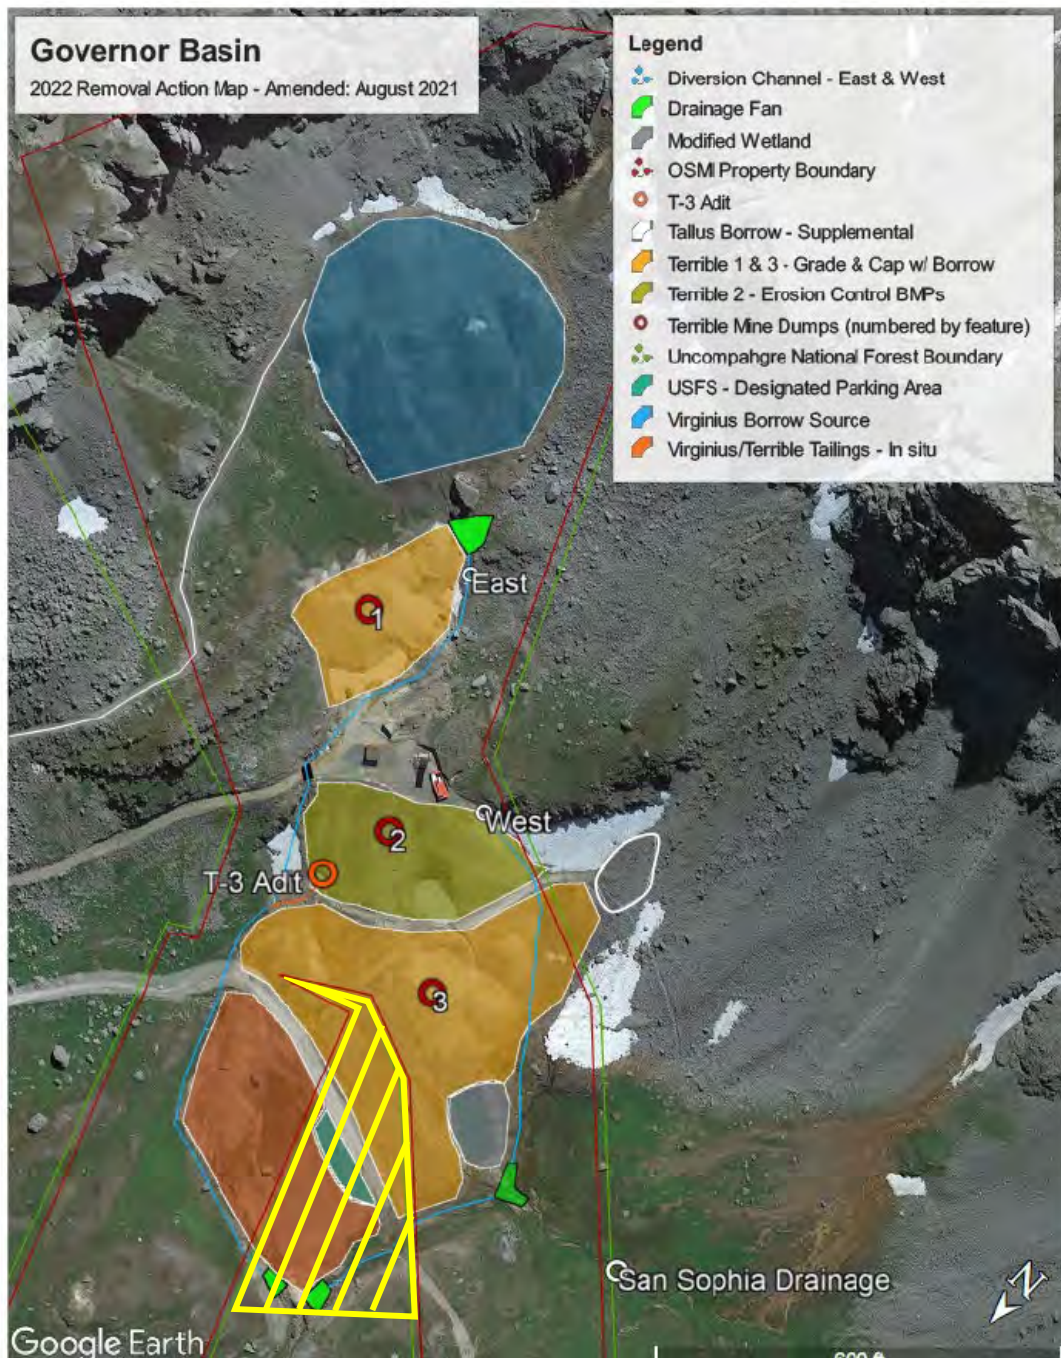 Governor Basin
2022 Removal Action Map - Amended: August 2021
Legend
Diversion Channel - East & West
Drainage Fan
Modified Wetland
OSMI Property Boundary
T-3 Adit
Tallus Borrow - Supplemental
Terrible 1 & 3 - Grade & Cap w/ Borrow
Terrible 2 - Erosion Control BMPs
Terrible Mine Dumps (numbered by feature)
Uncompahgre National Forest Boundary
USFS - Designated Parking Area
Virginius Borrow Source
Virginius/Terrible Tailings - In situ
East
1
West
2
T-3 Adit
3
San Sophia Drainage
N
Google Earth
600 ft